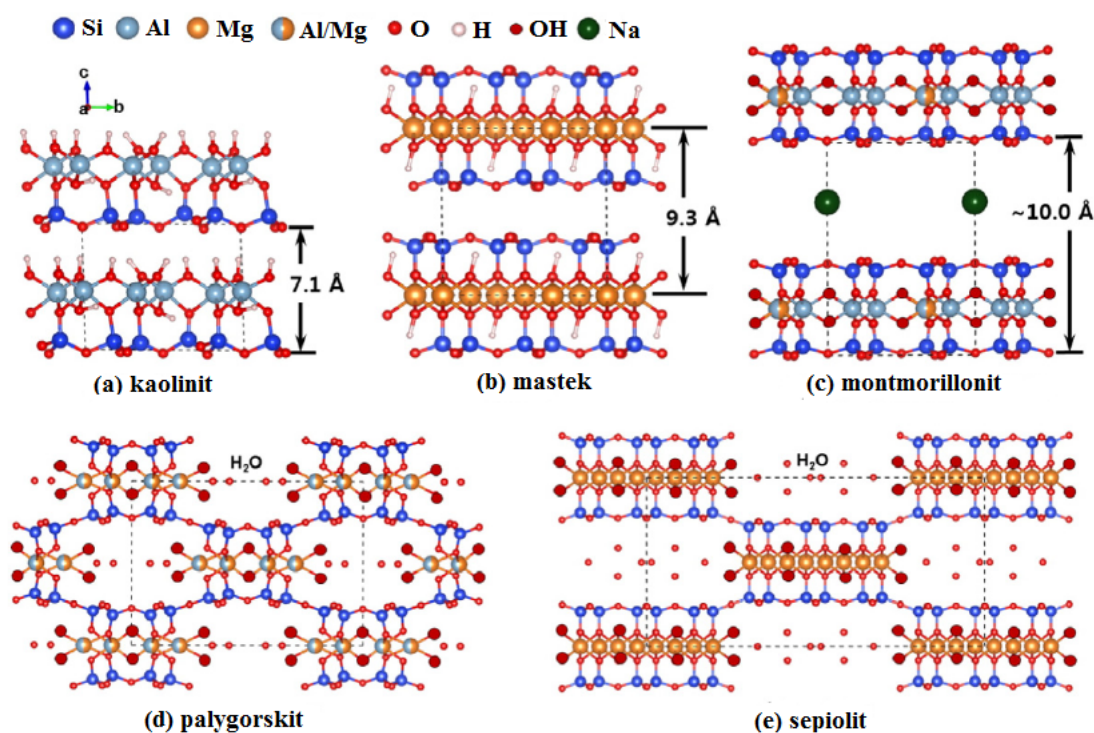 Si Al Mg Al/Mg O H OH Na
c
a b
7.1 Å
(a) kaolinit
9.3 Å
(b) mastek
~10.0 Å
(c) montmorillonit
H₂O
(d) palygorskit
H₂O
(e) sepiolit